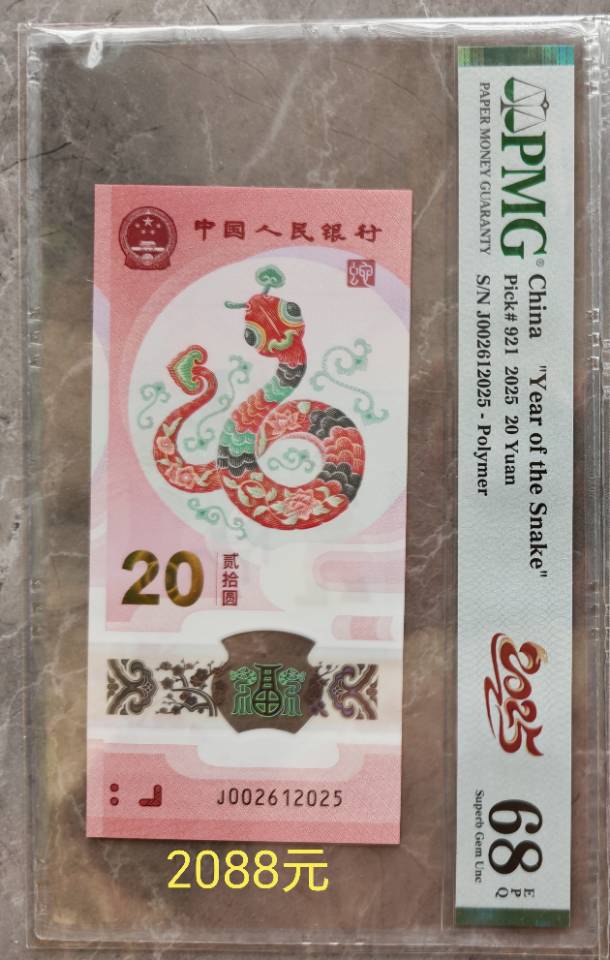 中国人民银行
20
贰拾圆
福
J002612025
2088元
PMG®
PAPER MONEY GUARANTY
China "Year of the Snake"
Pick# 921 2025 20 Yuan
S/N J002612025 - Polymer
2025
68 EPQ
Superb Gem Unc